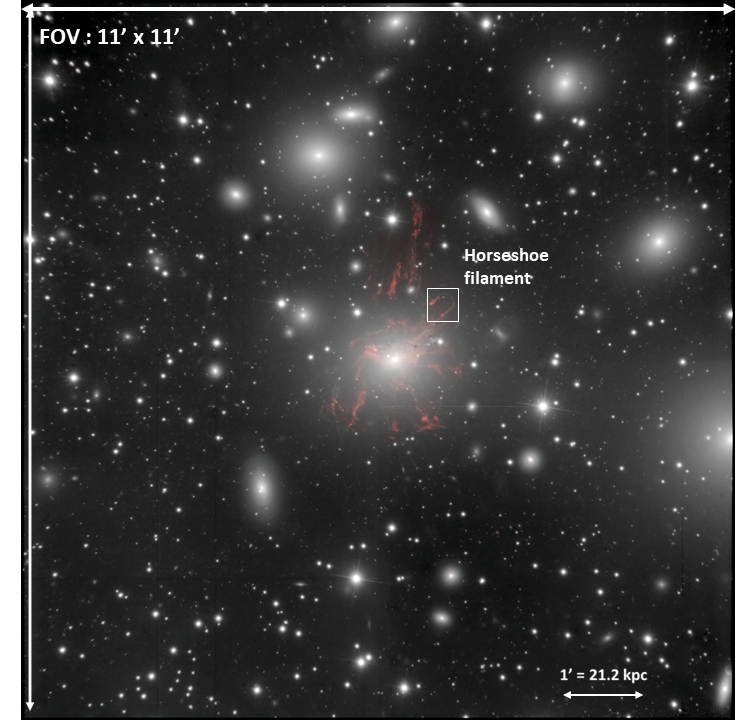 FOV : 11’ x 11’
Horseshoe
filament
1’ = 21.2 kpc